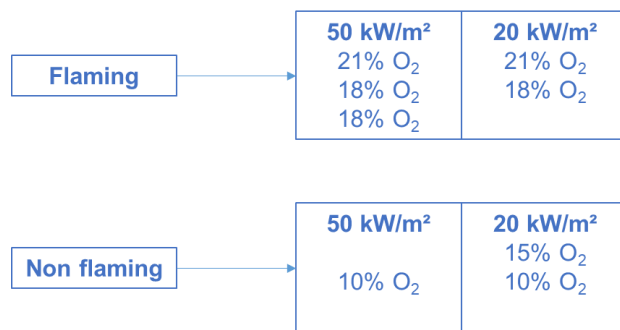 50 kW/m² 20 kW/m²
21% O₂ 21% O₂
Flaming
18% O₂ 18% O₂
18% O₂
50 kW/m² 20 kW/m²
15% O₂
Non flaming
10% O₂ 10% O₂